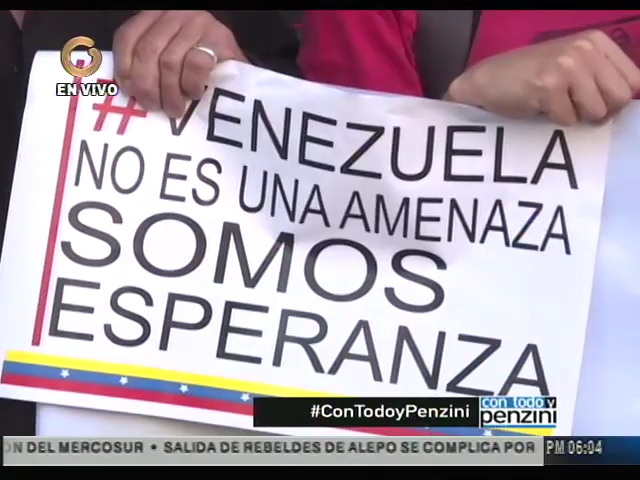 EN VIVO
#VENEZUELA
NO ES UNA AMENAZA
SOMOS
ESPERANZA
#ConTodoyPenzini
con todo y
penzini
ON DEL MERCOSUR • SALIDA DE REBELDES DE ALEPO SE COMPLICA POR
PM 06:04